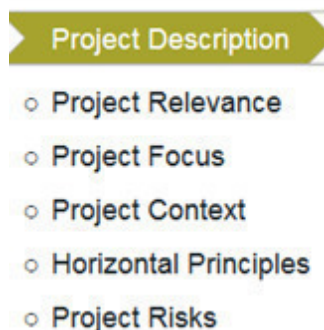 Project Description
Project Relevance
Project Focus
Project Context
Horizontal Principles
Project Risks